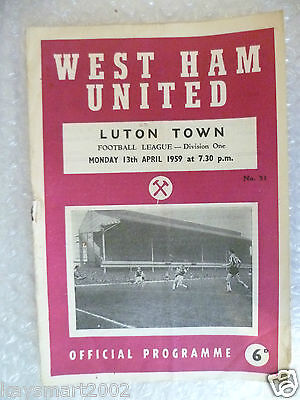 WEST HAM
UNITED
LUTON TOWN
FOOTBALL LEAGUE — Division One
MONDAY 13th APRIL 1959 at 7.30 p.m.
No. 31
OFFICIAL PROGRAMME
6D
kaysmart2002